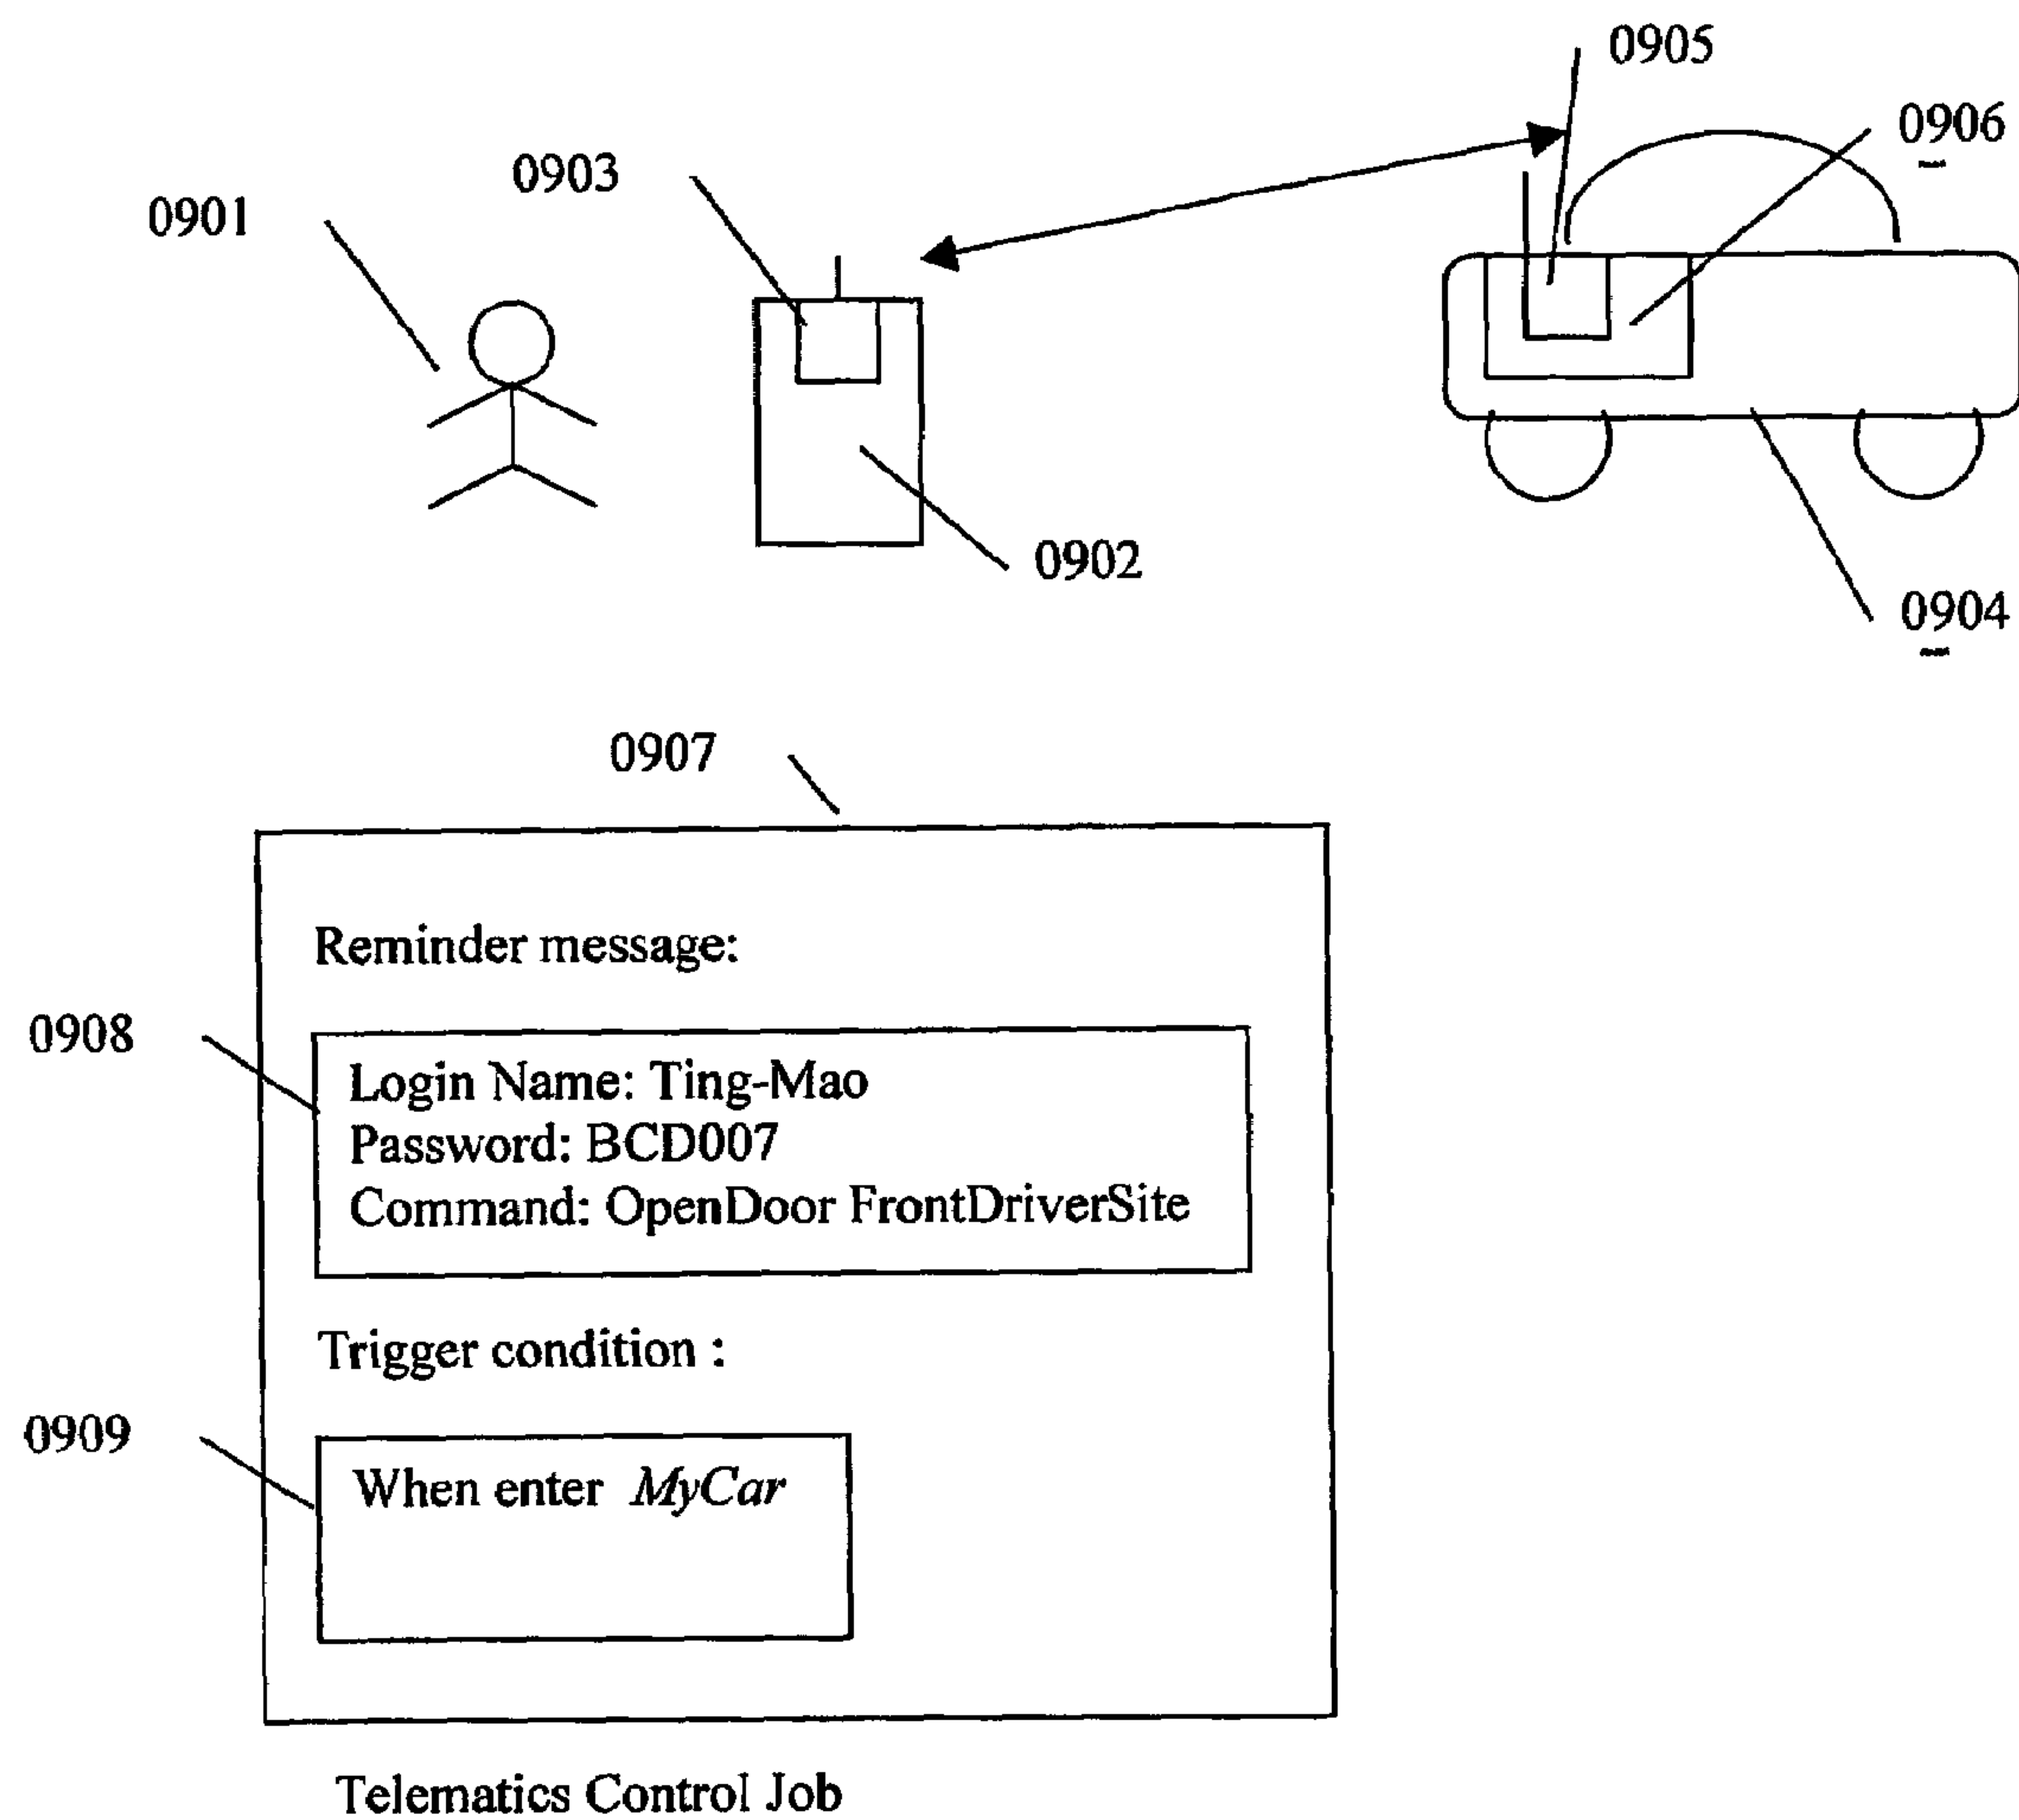 0905
0906
0903
0901
0902
0904
0907
Reminder message:
0908
Login Name: Ting-Mao
Password: BCD007
Command: OpenDoor FrontDriverSite
Trigger condition :
0909
When enter MyCar
Telematics Control Job